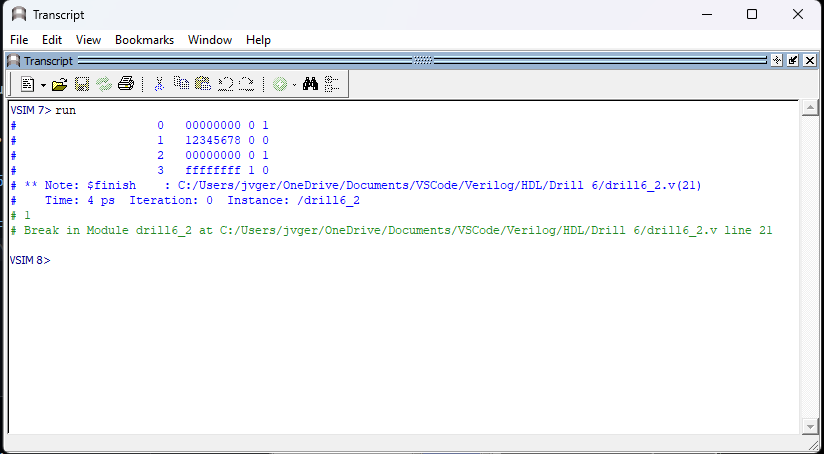 Transcript
File Edit View Bookmarks Window Help
Transcript
VSIM 7> run
# 0 00000000 0 1
# 1 12345678 0 0
# 2 00000000 0 1
# 3 ffffffff 1 0
# ** Note: $finish : C:/Users/jvger/OneDrive/Documents/VSCode/Verilog/HDL/Drill 6/drill6_2.v(21)
# Time: 4 ps Iteration: 0 Instance: /drill6_2
# 1
# Break in Module drill6_2 at C:/Users/jvger/OneDrive/Documents/VSCode/Verilog/HDL/Drill 6/drill6_2.v line 21
VSIM 8>